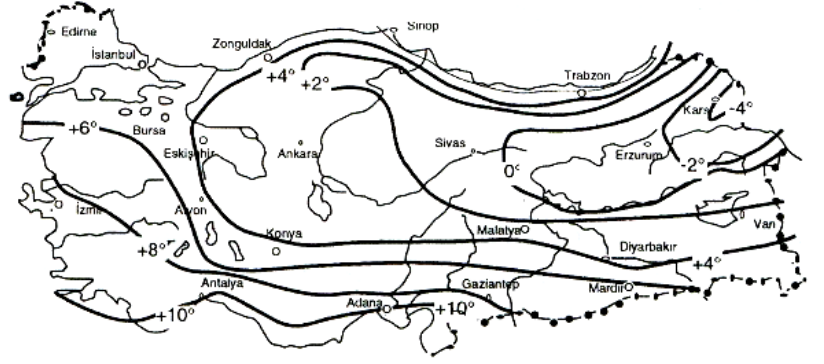 Edirne
Sinop
Zonguldak
İstanbul
+4°
+2°
Trabzon
Kars
-4°
+6°
Bursa
Eskişehir
Ankara
Sivas
Erzurum
0°
-2°
İzmir
Afyon
Konya
Malatya
Van
+8°
Diyarbakır
+4°
Antalya
Gaziantep
Mardin
Adana
+10°
+10°